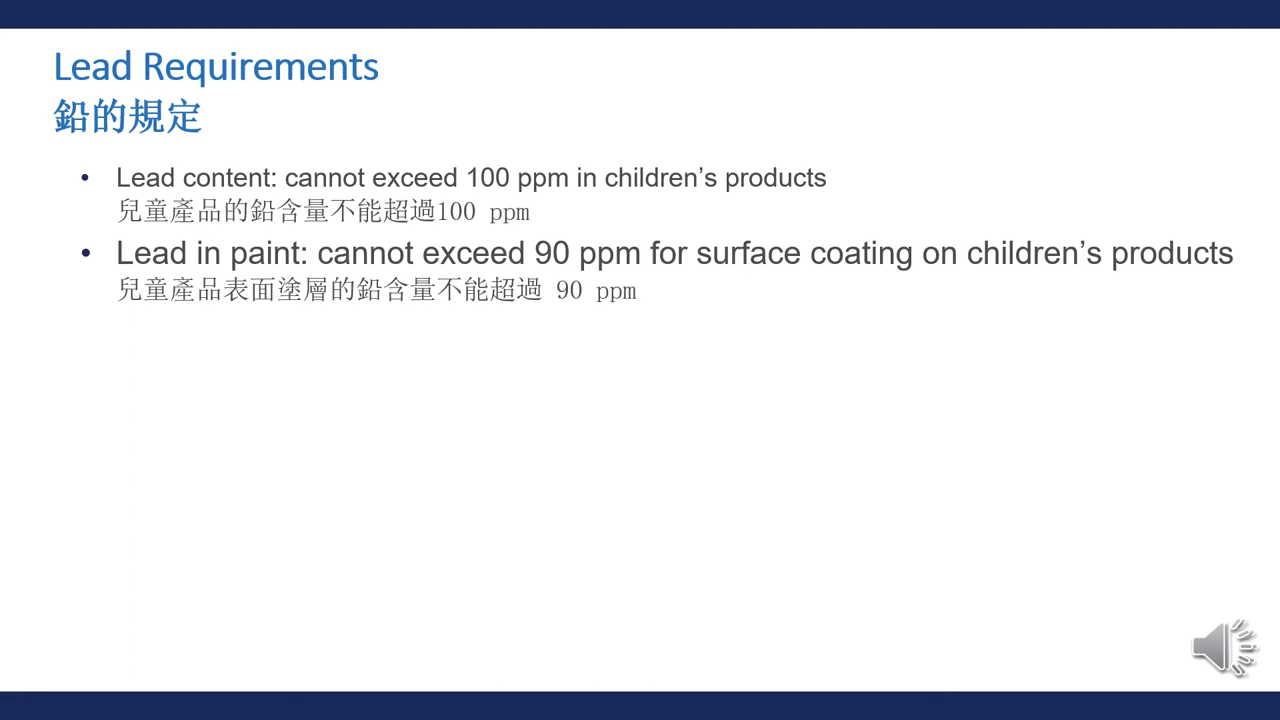 Lead Requirements
鉛的規定
• Lead content: cannot exceed 100 ppm in children’s products
兒童產品的鉛含量不能超過100 ppm
• Lead in paint: cannot exceed 90 ppm for surface coating on children’s products
兒童產品表面塗層的鉛含量不能超過 90 ppm